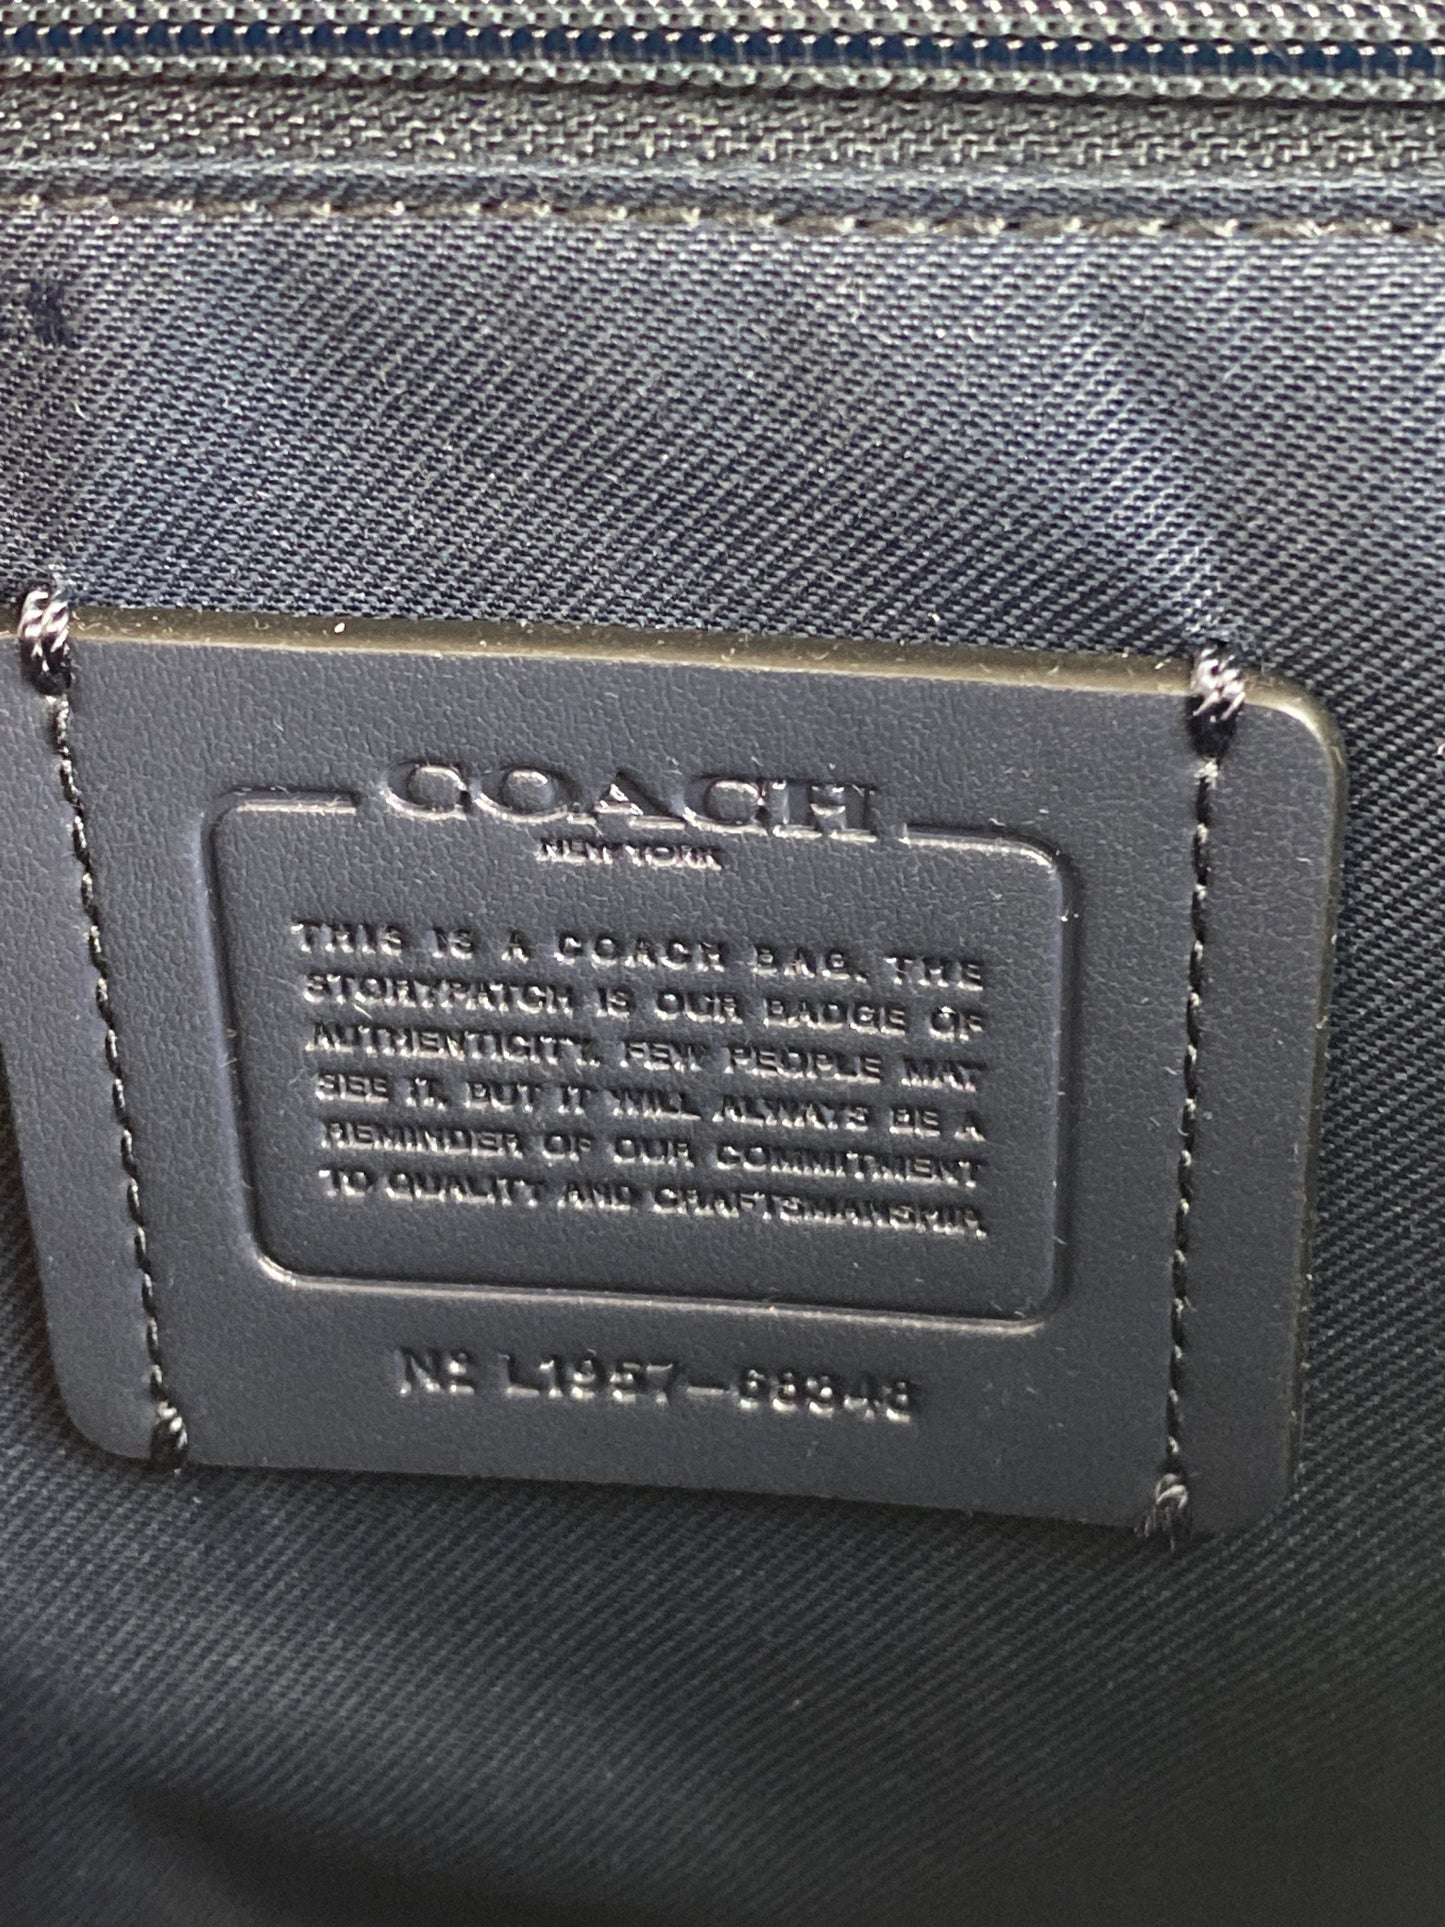 COACH
NEW YORK
THIS IS A COACH BAG. THE
STORYPATCH IS OUR BADGE OF
AUTHENTICITY. FEW PEOPLE MAY
SEE IT, BUT IT WILL ALWAYS BE A
REMINDER OF OUR COMMITMENT
TO QUALITY AND CRAFTSMANSHIP.
Nº L1957-69348